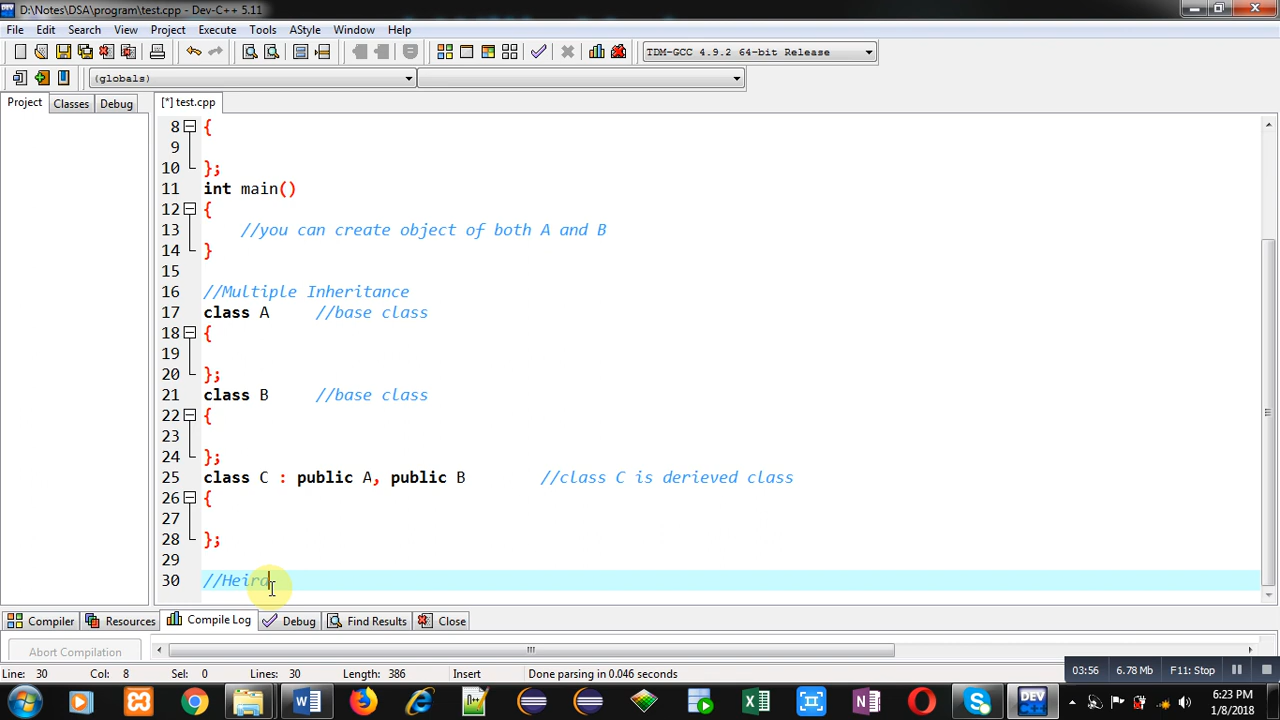 D:\Notes\DSA\program\test.cpp - Dev-C++ 5.11
File Edit Search View Project Execute Tools AStyle Window Help
TDM-GCC 4.9.2 64-bit Release
(globals)
Project Classes Debug [*] test.cpp
8 {
9
10 };
11 int main()
12 {
13 //you can create object of both A and B
14 }
15
16 //Multiple Inheritance
17 class A //base class
18 {
19
20 };
21 class B //base class
22 {
23
24 };
25 class C : public A, public B //class C is derieved class
26 {
27
28 };
29
30 //Heira
Compiler Resources Compile Log Debug Find Results Close
Abort Compilation
Line: 30 Col: 8 Sel: 0 Lines: 30 Length: 386 Insert Done parsing in 0.046 seconds
03:56 6.78 Mb F11: Stop
DEV
6:23 PM
1/8/2018